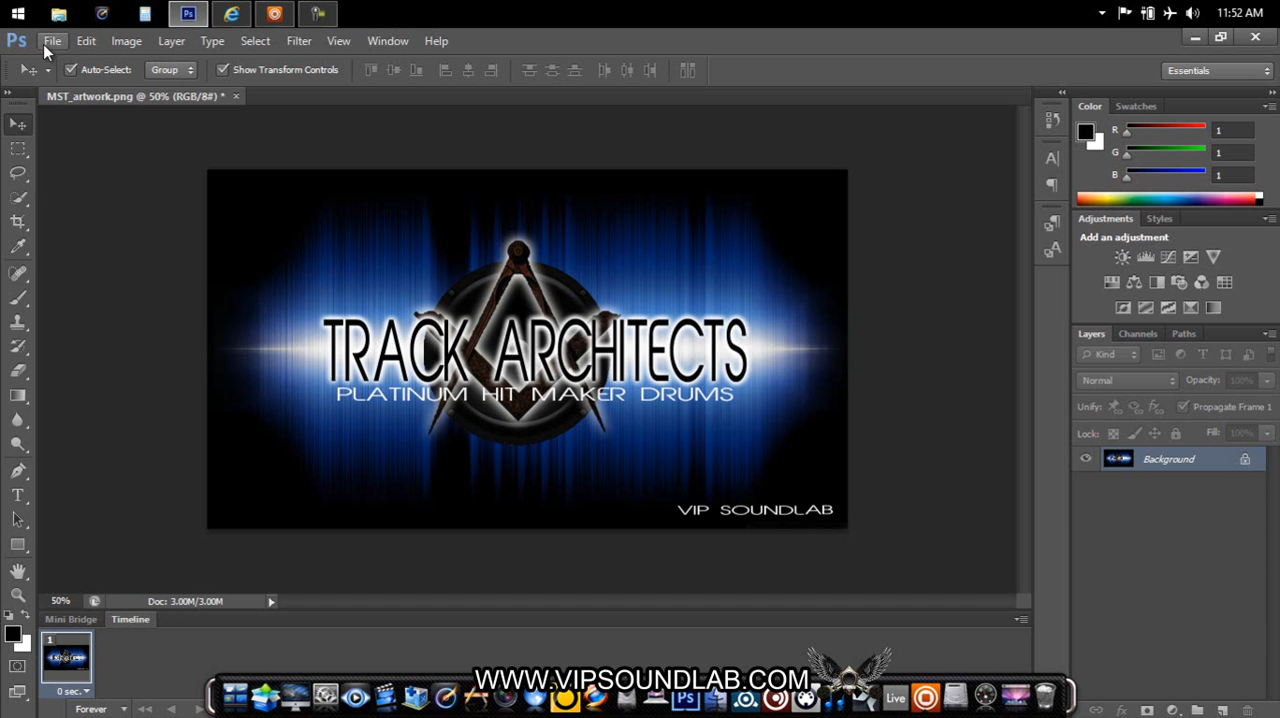 11:52 AM
Ps File Edit Image Layer Type Select Filter View Window Help
Auto-Select: Group Show Transform Controls Essentials
MST_artwork.png @ 50% (RGB/8#) * ×
Color Swatches
R 1
G 1
B 1
Adjustments Styles
Add an adjustment
Layers Channels Paths
Kind
Normal Opacity: 100%
Unify: Propagate Frame 1
Lock: Fill: 100%
Background
TRACK ARCHITECTS
PLATINUM HIT MAKER DRUMS
VIP SOUNDLAB
50% Doc: 3.00M/3.00M
Mini Bridge Timeline
1
0 sec.
Forever
WWW.VIPSOUNDLAB.COM
Ps Live